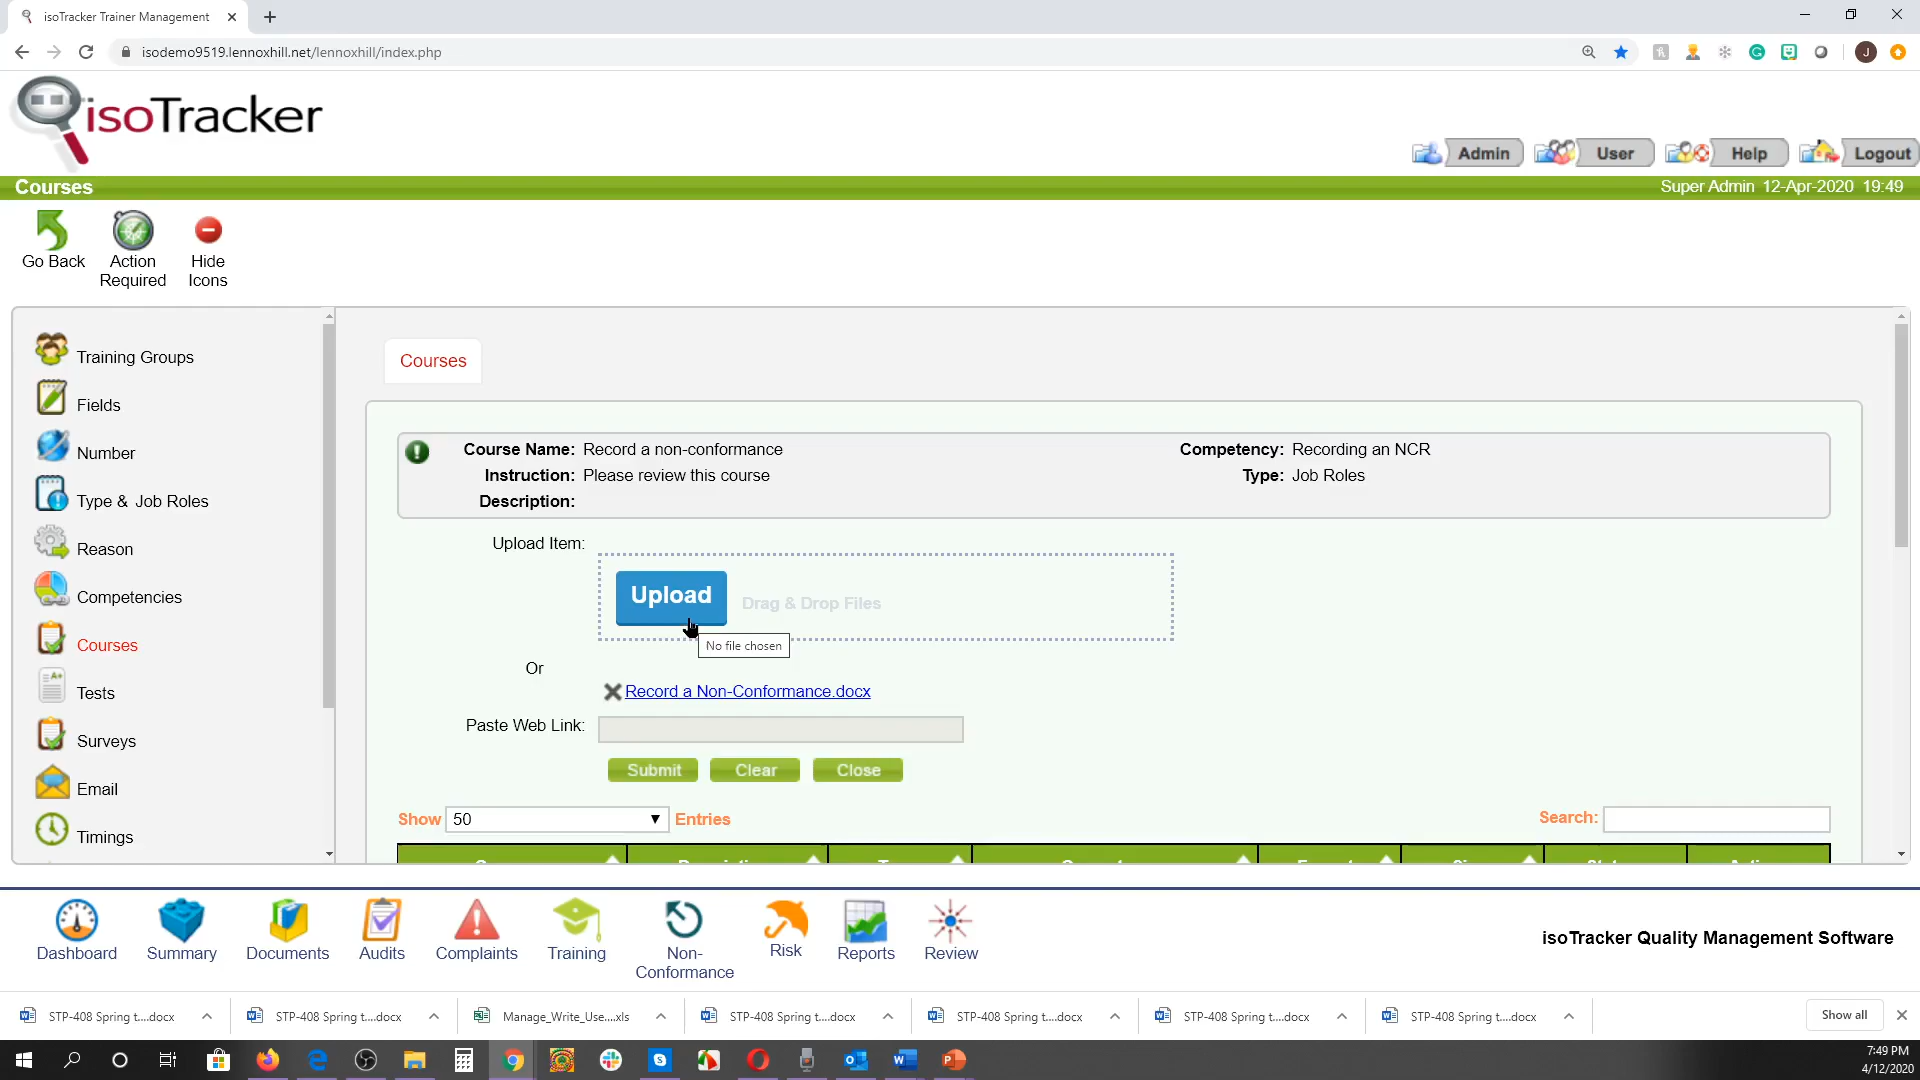 isoTracker Trainer Management
isodemo9519.lennoxhill.net/lennoxhill/index.php
J
isoTracker
Admin
User
Help
Logout
Courses
Super Admin 12-Apr-2020 19:49
Go Back
Action Required
Hide Icons
Training Groups
Fields
Number
Type & Job Roles
Reason
Competencies
Courses
Tests
Surveys
Email
Timings
Courses
Course Name: Record a non-conformance
Competency: Recording an NCR
Instruction: Please review this course
Type: Job Roles
Description:
Upload Item:
Upload
Drag & Drop Files
No file chosen
Or
Record a Non-Conformance.docx
Paste Web Link:
Submit
Clear
Close
Show 50 Entries
Search:
Dashboard
Summary
Documents
Audits
Complaints
Training
Non-Conformance
Risk
Reports
Review
isoTracker Quality Management Software
STP-408 Spring t....docx
STP-408 Spring t....docx
Manage_Write_Use....xls
STP-408 Spring t....docx
STP-408 Spring t....docx
STP-408 Spring t....docx
STP-408 Spring t....docx
Show all
7:49 PM
4/12/2020